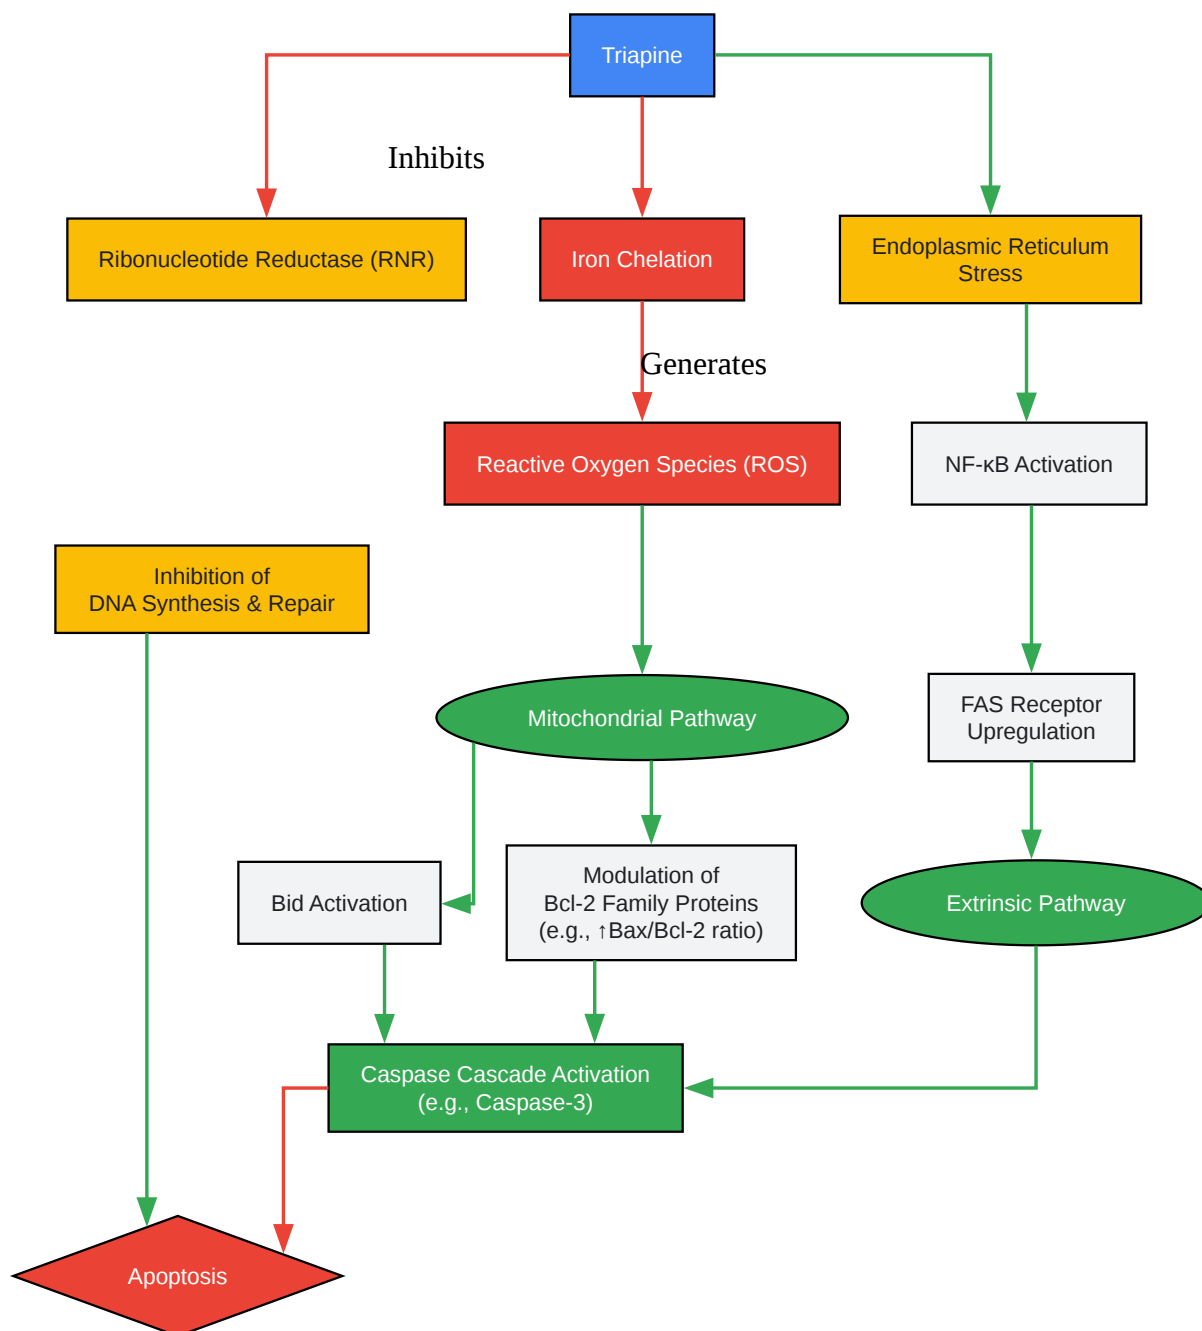 Triapine
Inhibits
Ribonucleotide Reductase (RNR)
Iron Chelation
Endoplasmic Reticulum
Stress
Generates
Reactive Oxygen Species (ROS)
NF-κB Activation
Inhibition of
DNA Synthesis & Repair
Mitochondrial Pathway
FAS Receptor
Upregulation
Bid Activation
Modulation of
Bcl-2 Family Proteins
(e.g., ↑Bax/Bcl-2 ratio)
Extrinsic Pathway
Caspase Cascade Activation
(e.g., Caspase-3)
Apoptosis